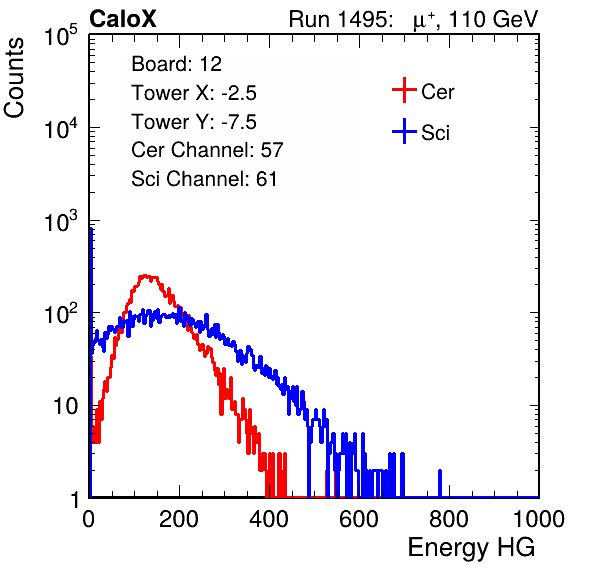 CaloX Run 1495: μ⁺, 110 GeV
Counts
Board: 12
Tower X: -2.5
Tower Y: -7.5
Cer Channel: 57
Sci Channel: 61
Cer
Sci
10⁵
10⁴
10³
10²
10
1
0 200 400 600 800 1000
Energy HG